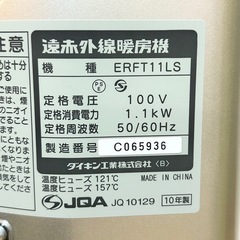 注意
遠赤外線暖房機
機 種 ERFT11LS
定格電圧 100V
定格消費電力 1.1kW
定格周波数 50/60Hz
製造番号 C065936
ダイキン工業株式会社〈B〉
温度ヒューズ 121℃ MADE IN CHINA
温度ヒューズ 157℃
JQA JQ10129 10年製